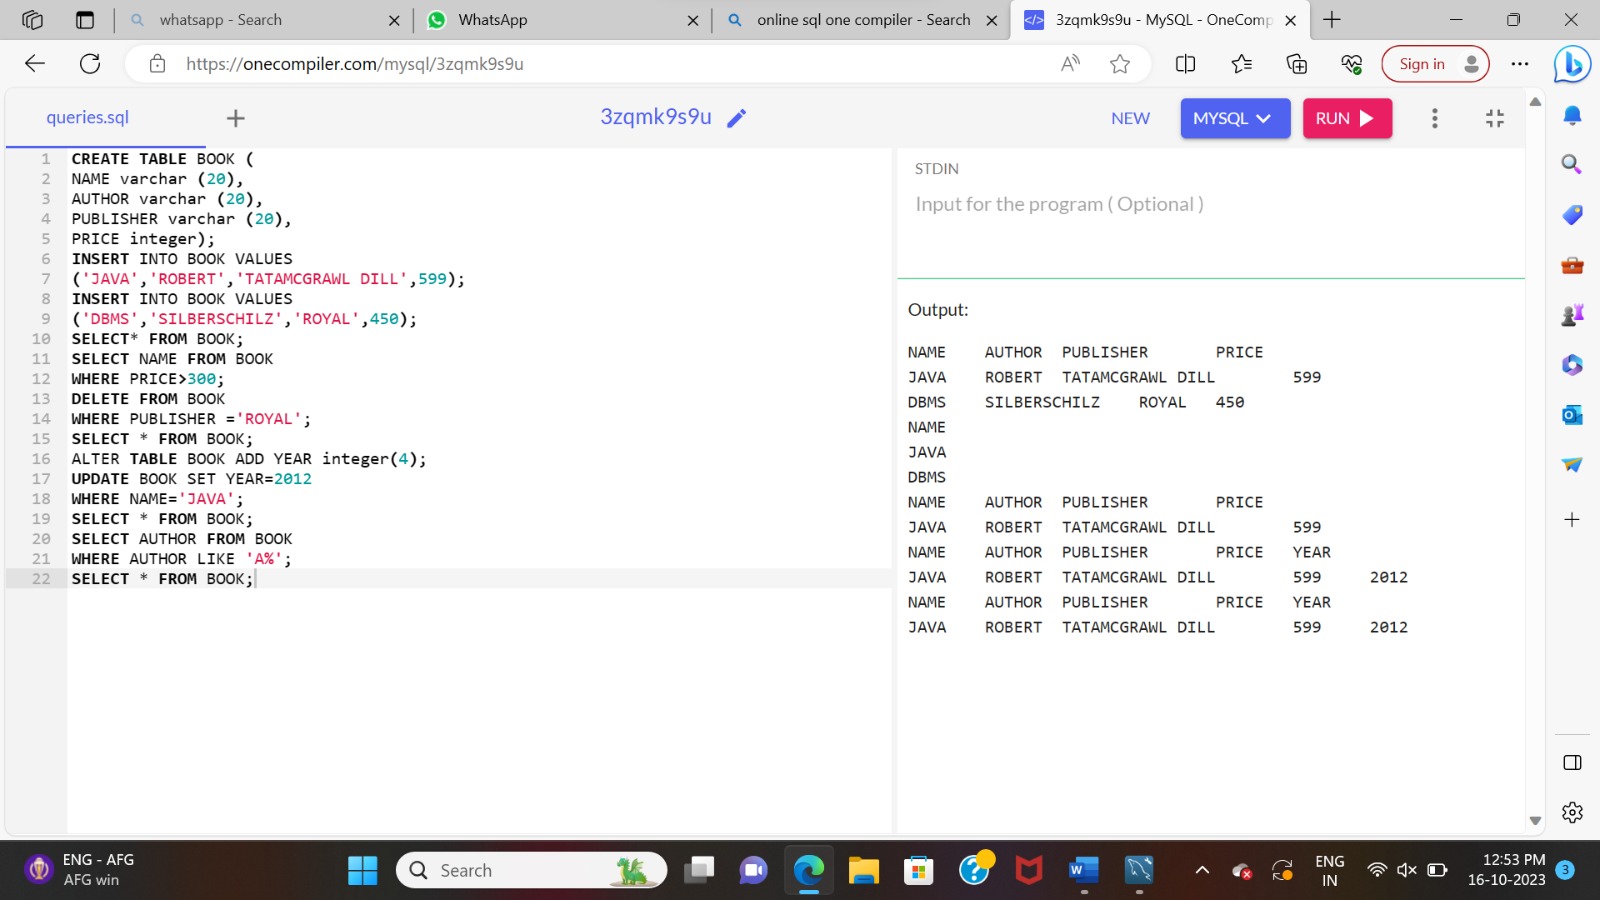 whatsapp - Search
WhatsApp
online sql one compiler - Search
3zqmk9s9u - MySQL - OneComp
https://onecompiler.com/mysql/3zqmk9s9u
Sign in
queries.sql
3zqmk9s9u
NEW
MYSQL
RUN
1 CREATE TABLE BOOK (
2 NAME varchar (20),
3 AUTHOR varchar (20),
4 PUBLISHER varchar (20),
5 PRICE integer);
6 INSERT INTO BOOK VALUES
7 ('JAVA','ROBERT','TATAMCGRAWL DILL',599);
8 INSERT INTO BOOK VALUES
9 ('DBMS','SILBERSCHILZ','ROYAL',450);
10 SELECT* FROM BOOK;
11 SELECT NAME FROM BOOK
12 WHERE PRICE>300;
13 DELETE FROM BOOK
14 WHERE PUBLISHER ='ROYAL';
15 SELECT * FROM BOOK;
16 ALTER TABLE BOOK ADD YEAR integer(4);
17 UPDATE BOOK SET YEAR=2012
18 WHERE NAME='JAVA';
19 SELECT * FROM BOOK;
20 SELECT AUTHOR FROM BOOK
21 WHERE AUTHOR LIKE 'A%';
22 SELECT * FROM BOOK;
STDIN
Input for the program ( Optional )
Output:
NAME AUTHOR PUBLISHER PRICE
JAVA ROBERT TATAMCGRAWL DILL 599
DBMS SILBERSCHILZ ROYAL 450
NAME
JAVA
DBMS
NAME AUTHOR PUBLISHER PRICE
JAVA ROBERT TATAMCGRAWL DILL 599
NAME AUTHOR PUBLISHER PRICE YEAR
JAVA ROBERT TATAMCGRAWL DILL 599 2012
NAME AUTHOR PUBLISHER PRICE YEAR
JAVA ROBERT TATAMCGRAWL DILL 599 2012
ENG - AFG
AFG win
Search
ENG
IN
12:53 PM
16-10-2023
3